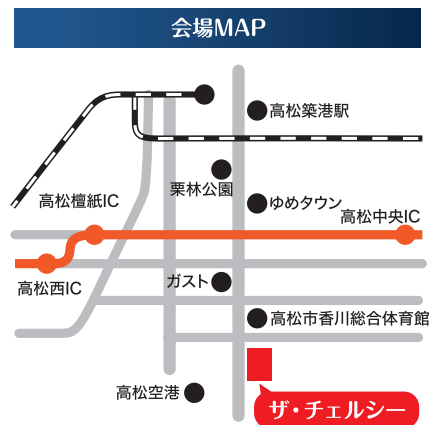 会場MAP
高松築港駅
栗林公園
高松檀紙IC
ゆめタウン
高松中央IC
高松西IC
ガスト
高松市香川総合体育館
高松空港
ザ・チェルシー